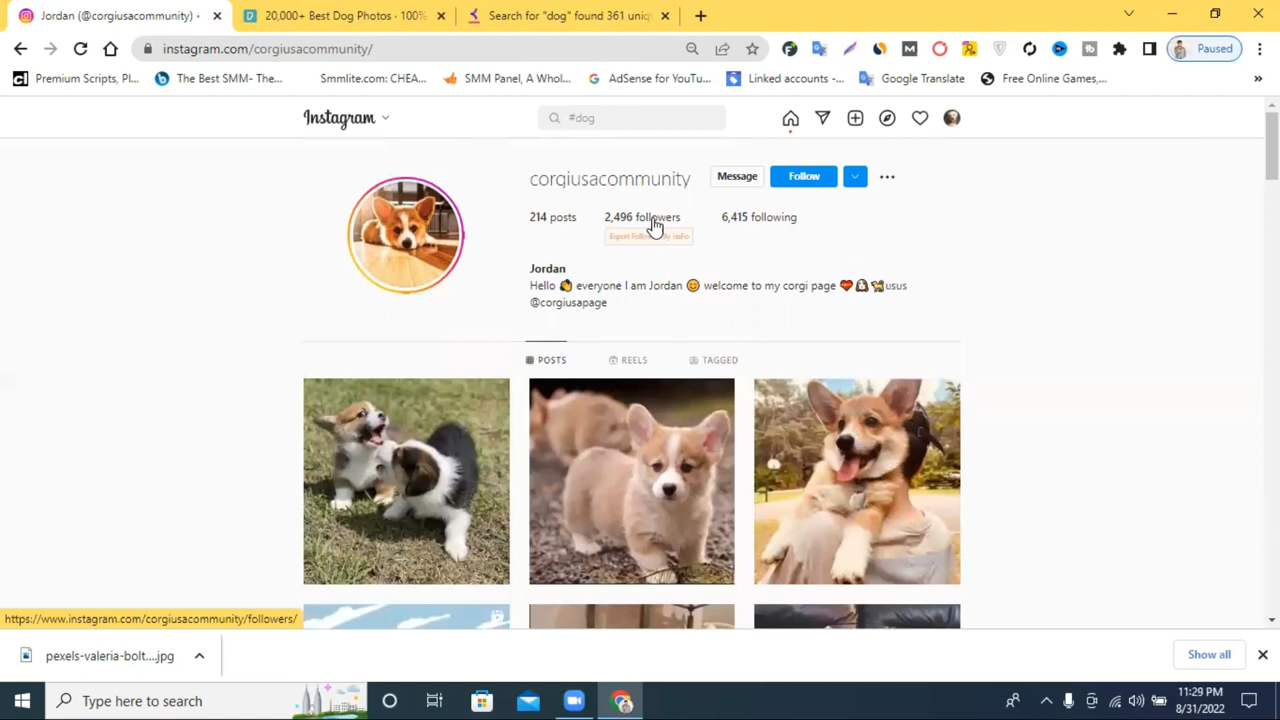 Jordan (@corgiusacommunity) •
20,000+ Best Dog Photos · 100%
Search for "dog" found 361 uniq
instagram.com/corgiusacommunity/
Paused
Premium Scripts, Pl...
The Best SMM- The...
Smmlite.com: CHEA...
SMM Panel, A Whol...
AdSense for YouTu...
Linked accounts -...
Google Translate
Free Online Games,...
Instagram
#dog
corgiusacommunity
Message
Follow
214 posts
2,496 followers
6,415 following
Jordan
Hello 👏 everyone I am Jordan 😊 welcome to my corgi page ❤️🐶🐕usus
@corgiusapage
POSTS
REELS
TAGGED
https://www.instagram.com/corgiusacommunity/followers/
pexels-valeria-bolt....jpg
Show all
Type here to search
11:29 PM
8/31/2022